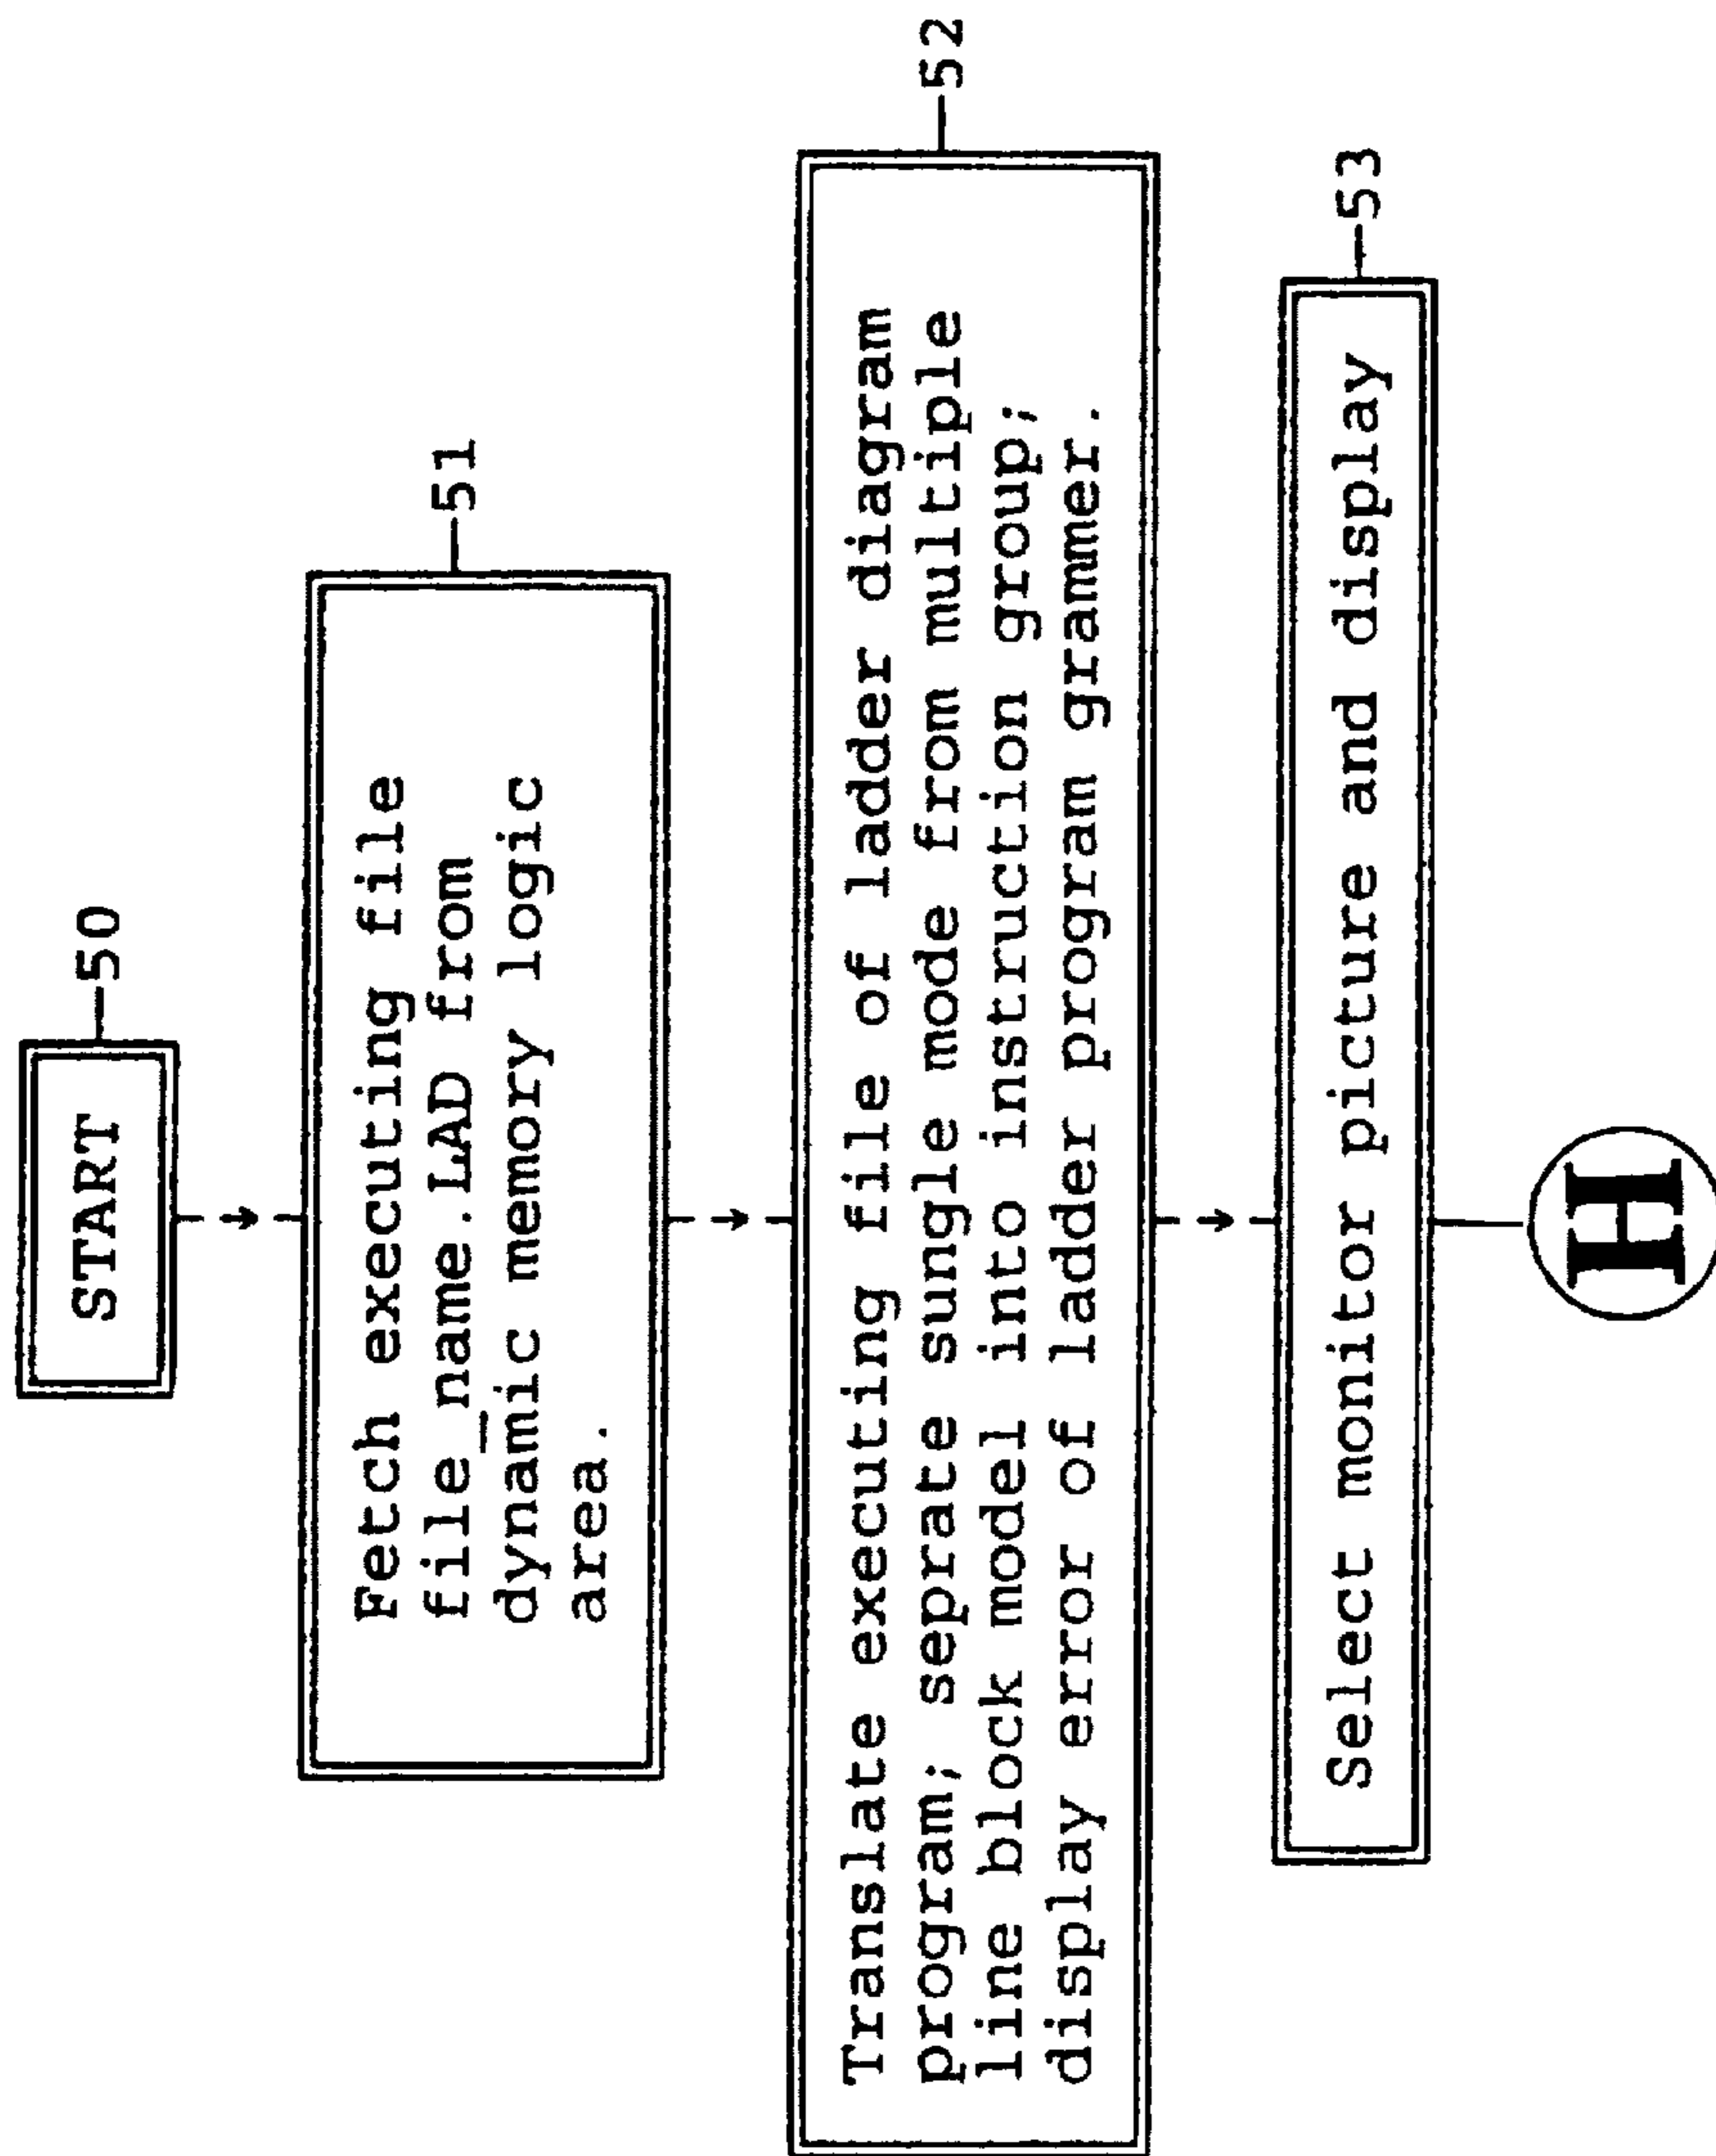 START
50
Fetch executing file
file_name.LAD from
dynamic memory logic
area.
51
Translate executing file of ladder diagram
program; seprate sungle mode from multiple
line block model into instruction group;
display error of ladder program grammer.
52
Select monitor picture and display
53
H